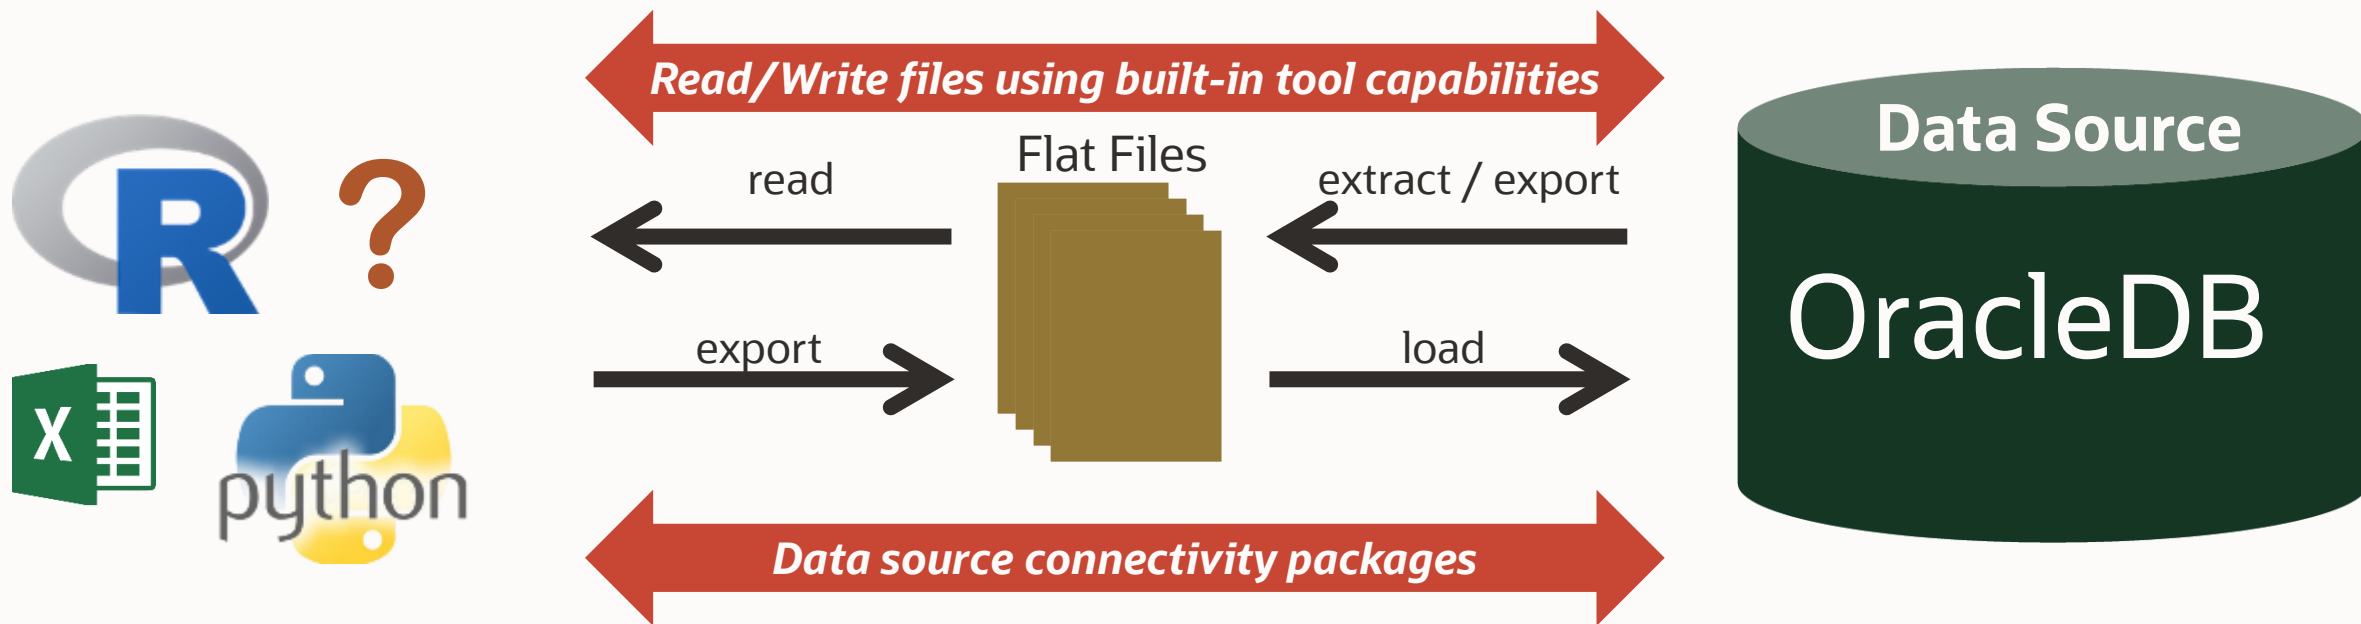 Read/Write files using built-in tool capabilities
Data Source
Flat Files
read
extract / export
R
?
OracleDB
export
load
X
python
Data source connectivity packages